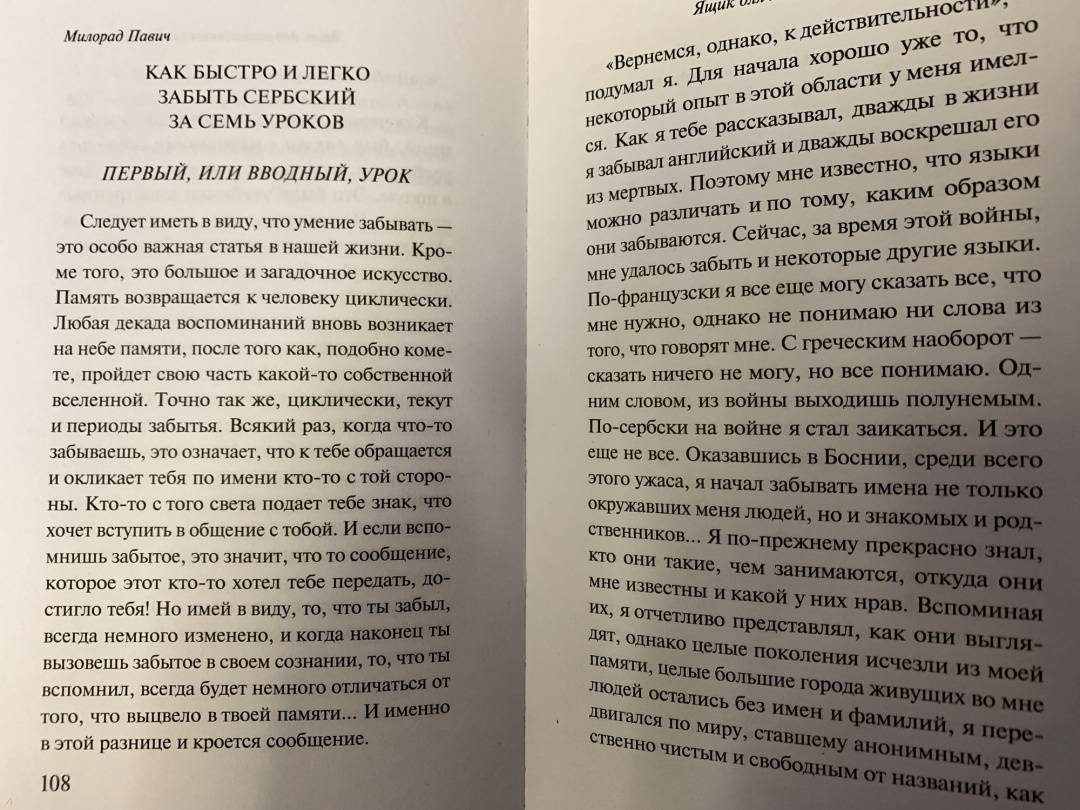 Милорад Павич
КАК БЫСТРО И ЛЕГКО
ЗАБЫТЬ СЕРБСКИЙ
ЗА СЕМЬ УРОКОВ
ПЕРВЫЙ, ИЛИ ВВОДНЫЙ, УРОК
Следует иметь в виду, что умение забывать —
это особо важная статья в нашей жизни. Кро-
ме того, это большое и загадочное искусство.
Память возвращается к человеку циклически.
Любая декада воспоминаний вновь возникает
на небе памяти, после того как, подобно коме-
те, пройдет свою часть какой-то собственной
вселенной. Точно так же, циклически, текут
и периоды забытья. Всякий раз, когда что-то
забываешь, это означает, что к тебе обращается
и окликает тебя по имени кто-то с той сторо-
ны. Кто-то с того света подает тебе знак, что
хочет вступить в общение с тобой. И если вспо-
мнишь забытое, это значит, что то сообщение,
которое этот кто-то хотел тебе передать, до-
стигло тебя! Но имей в виду, то, что ты забыл,
всегда немного изменено, и когда наконец ты
вызовешь забытое в своем сознании, то, что ты
вспомнил, всегда будет немного отличаться от
того, что выцвело в твоей памяти... И именно
в этой разнице и кроется сообщение.
108
Ящик для
«Вернемся, однако, к действительности»,
подумал я. Для начала хорошо уже то, что
некоторый опыт в этой области у меня имел-
ся. Как я тебе рассказывал, дважды в жизни
я забывал английский и дважды воскрешал его
из мертвых. Поэтому мне известно, что языки
можно различать и по тому, каким образом
они забываются. Сейчас, за время этой войны,
мне удалось забыть и некоторые другие языки.
По-французски я все еще могу сказать все, что
мне нужно, однако не понимаю ни слова из
того, что говорят мне. С греческим наоборот —
сказать ничего не могу, но все понимаю. Од-
ним словом, из войны выходишь полунемым.
По-сербски на войне я стал заикаться. И это
еще не все. Оказавшись в Боснии, среди всего
этого ужаса, я начал забывать имена не только
окружавших меня людей, но и знакомых и род-
ственников... Я по-прежнему прекрасно знал,
кто они такие, чем занимаются, откуда они
мне известны и какой у них нрав. Вспоминая
их, я отчетливо представлял, как они выгля-
дят, однако целые поколения исчезли из моей
памяти, целые большие города живущих во мне
людей остались без имен и фамилий, я пере-
двигался по миру, ставшему анонимным, дев-
ственно чистым и свободным от названий, как